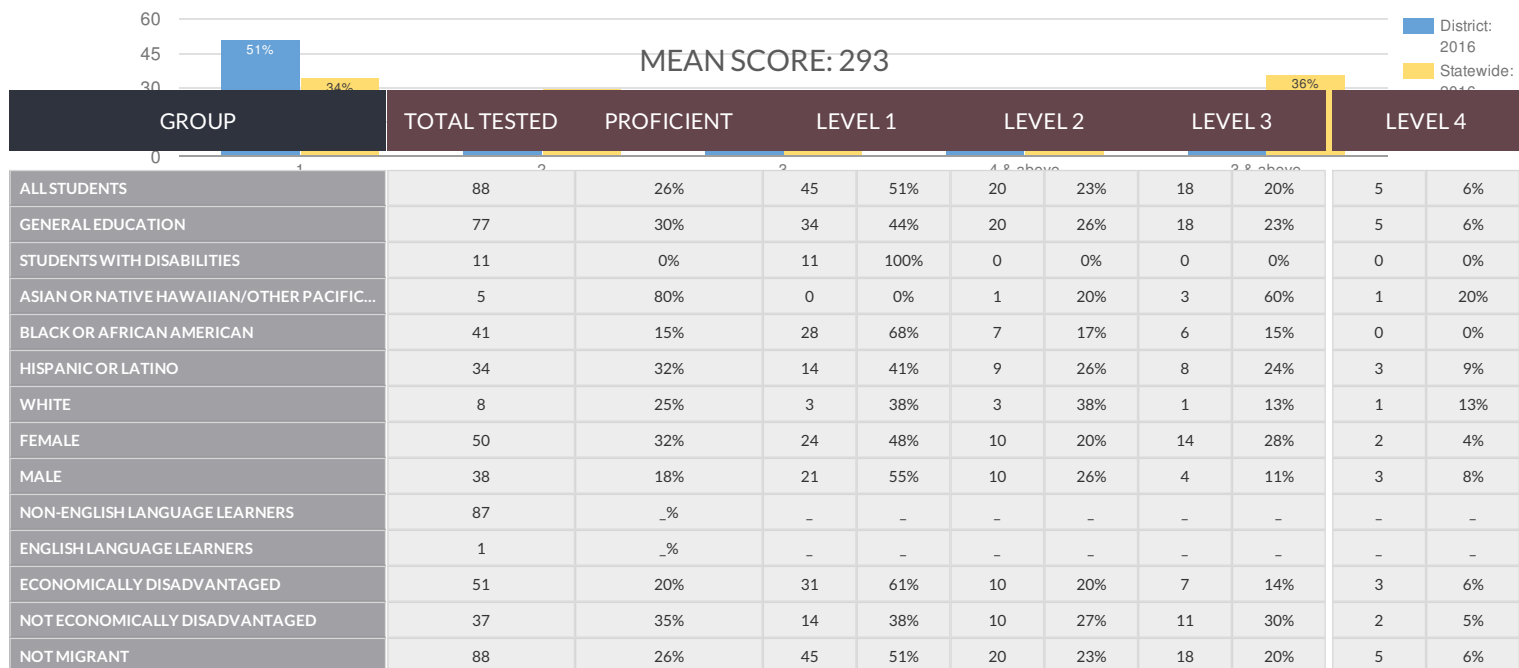 60
45
30
0
51%
34%
MEAN SCORE: 293
36%
District:
2016
Statewide:
2016
GROUP TOTAL TESTED PROFICIENT LEVEL 1 LEVEL 2 LEVEL 3 LEVEL 4
1 2 3 4 & above 3 & above
ALL STUDENTS 88 26% 45 51% 20 23% 18 20% 5 6%
GENERAL EDUCATION 77 30% 34 44% 20 26% 18 23% 5 6%
STUDENTS WITH DISABILITIES 11 0% 11 100% 0 0% 0 0% 0 0%
ASIAN OR NATIVE HAWAIIAN/OTHER PACIFIC... 5 80% 0 0% 1 20% 3 60% 1 20%
BLACK OR AFRICAN AMERICAN 41 15% 28 68% 7 17% 6 15% 0 0%
HISPANIC OR LATINO 34 32% 14 41% 9 26% 8 24% 3 9%
WHITE 8 25% 3 38% 3 38% 1 13% 1 13%
FEMALE 50 32% 24 48% 10 20% 14 28% 2 4%
MALE 38 18% 21 55% 10 26% 4 11% 3 8%
NON-ENGLISH LANGUAGE LEARNERS 87 _% _ _ _ _ _ _ _ _
ENGLISH LANGUAGE LEARNERS 1 _% _ _ _ _ _ _ _ _
ECONOMICALLY DISADVANTAGED 51 20% 31 61% 10 20% 7 14% 3 6%
NOT ECONOMICALLY DISADVANTAGED 37 35% 14 38% 10 27% 11 30% 2 5%
NOT MIGRANT 88 26% 45 51% 20 23% 18 20% 5 6%